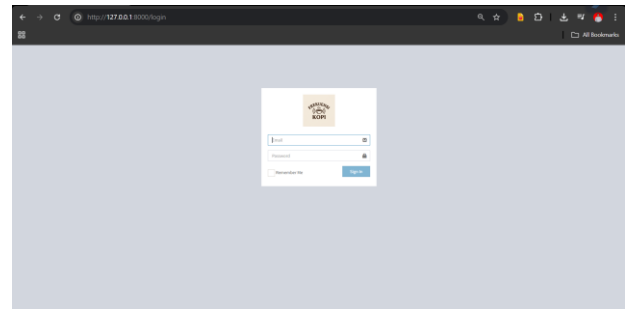 http://127.0.0.1:8000/login
All Bookmarks
KOPI
Email
Password
Remember Me
Sign In